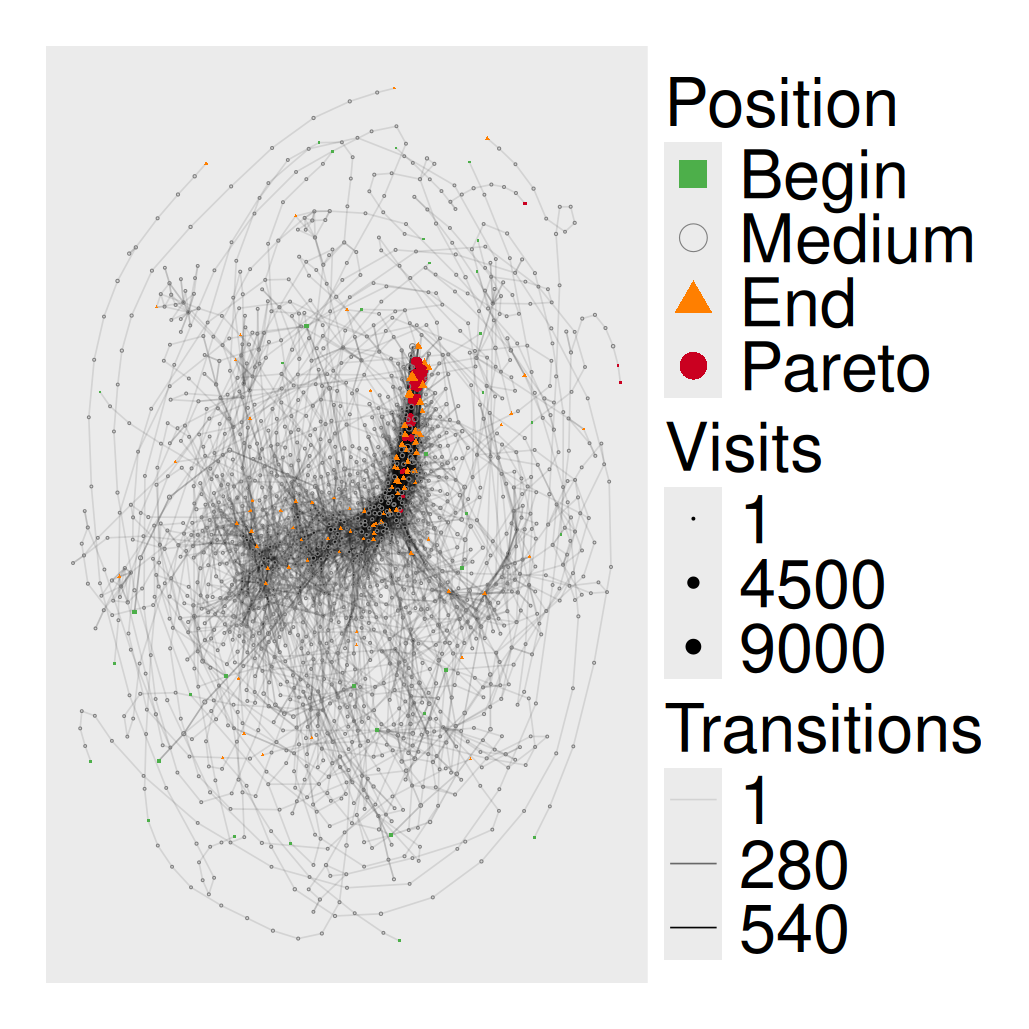 Position
Begin
Medium
End
Pareto
Visits
1
4500
9000
Transitions
1
280
540